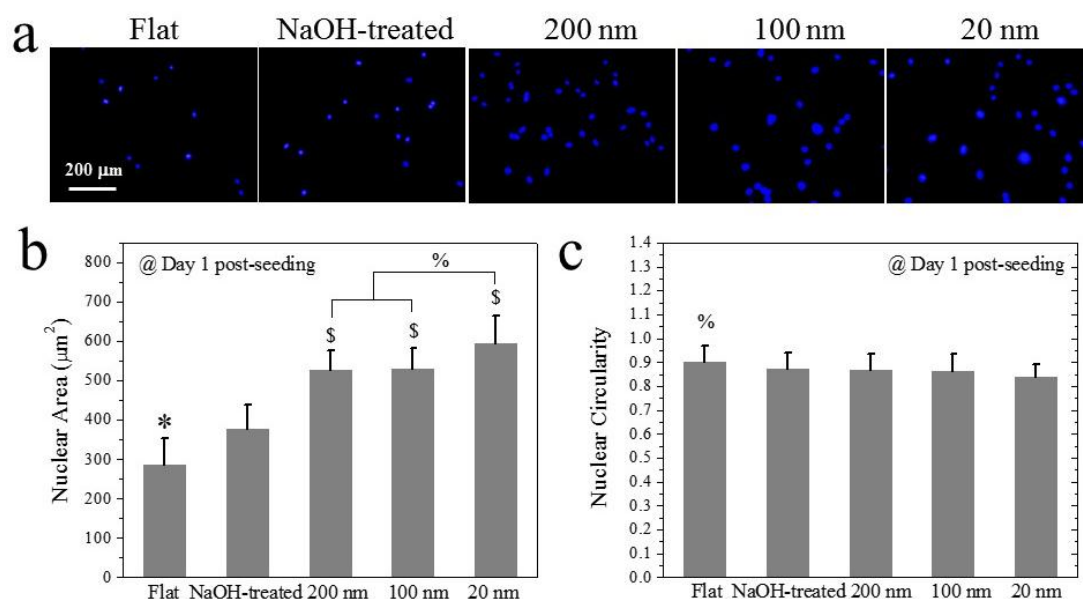 a
Flat NaOH-treated 200 nm 100 nm 20 nm
200 μm
b
@ Day 1 post-seeding
%
$ $ $
*
Nuclear Area (μm²)
800
700
600
500
400
300
200
100
0
Flat NaOH-treated 200 nm 100 nm 20 nm
c
@ Day 1 post-seeding
%
Nuclear Circularity
1.4
1.3
1.2
1.1
1.0
0.9
0.8
0.7
0.6
0.5
0.4
0.3
0.2
0.1
0.0
Flat NaOH-treated 200 nm 100 nm 20 nm